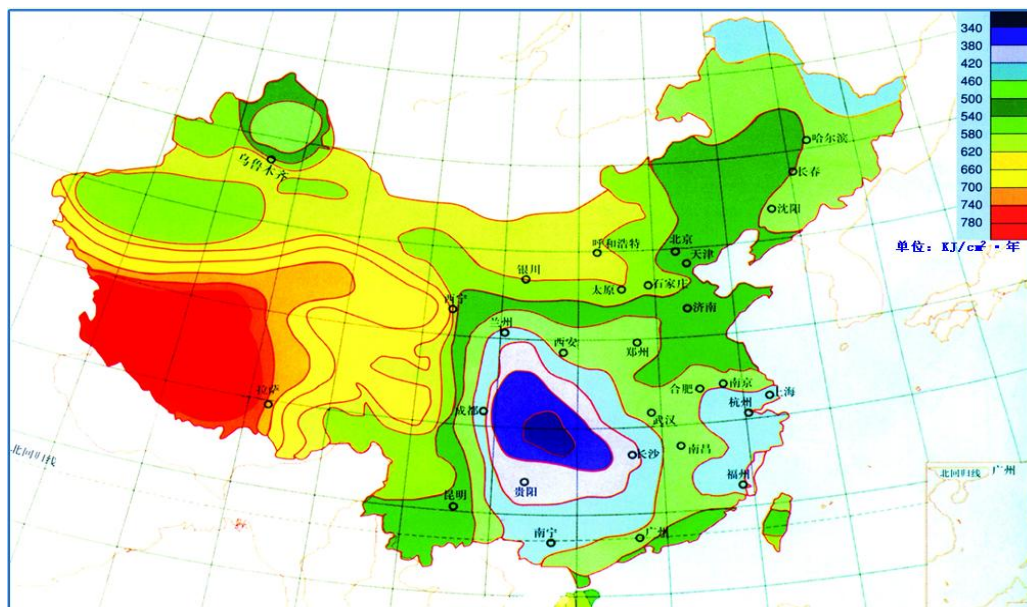 340
380
420
460
500
540
580
620
660
700
740
780
单位：KJ/cm²·年
哈尔滨
长春
沈阳
乌鲁木齐
呼和浩特
北京
天津
银川
太原
石家庄
西宁
济南
兰州
西安
郑州
拉萨
合肥
南京
上海
成都
杭州
武汉
南昌
长沙
北回归线
北回归线
广州
贵阳
福州
昆明
南宁
广州